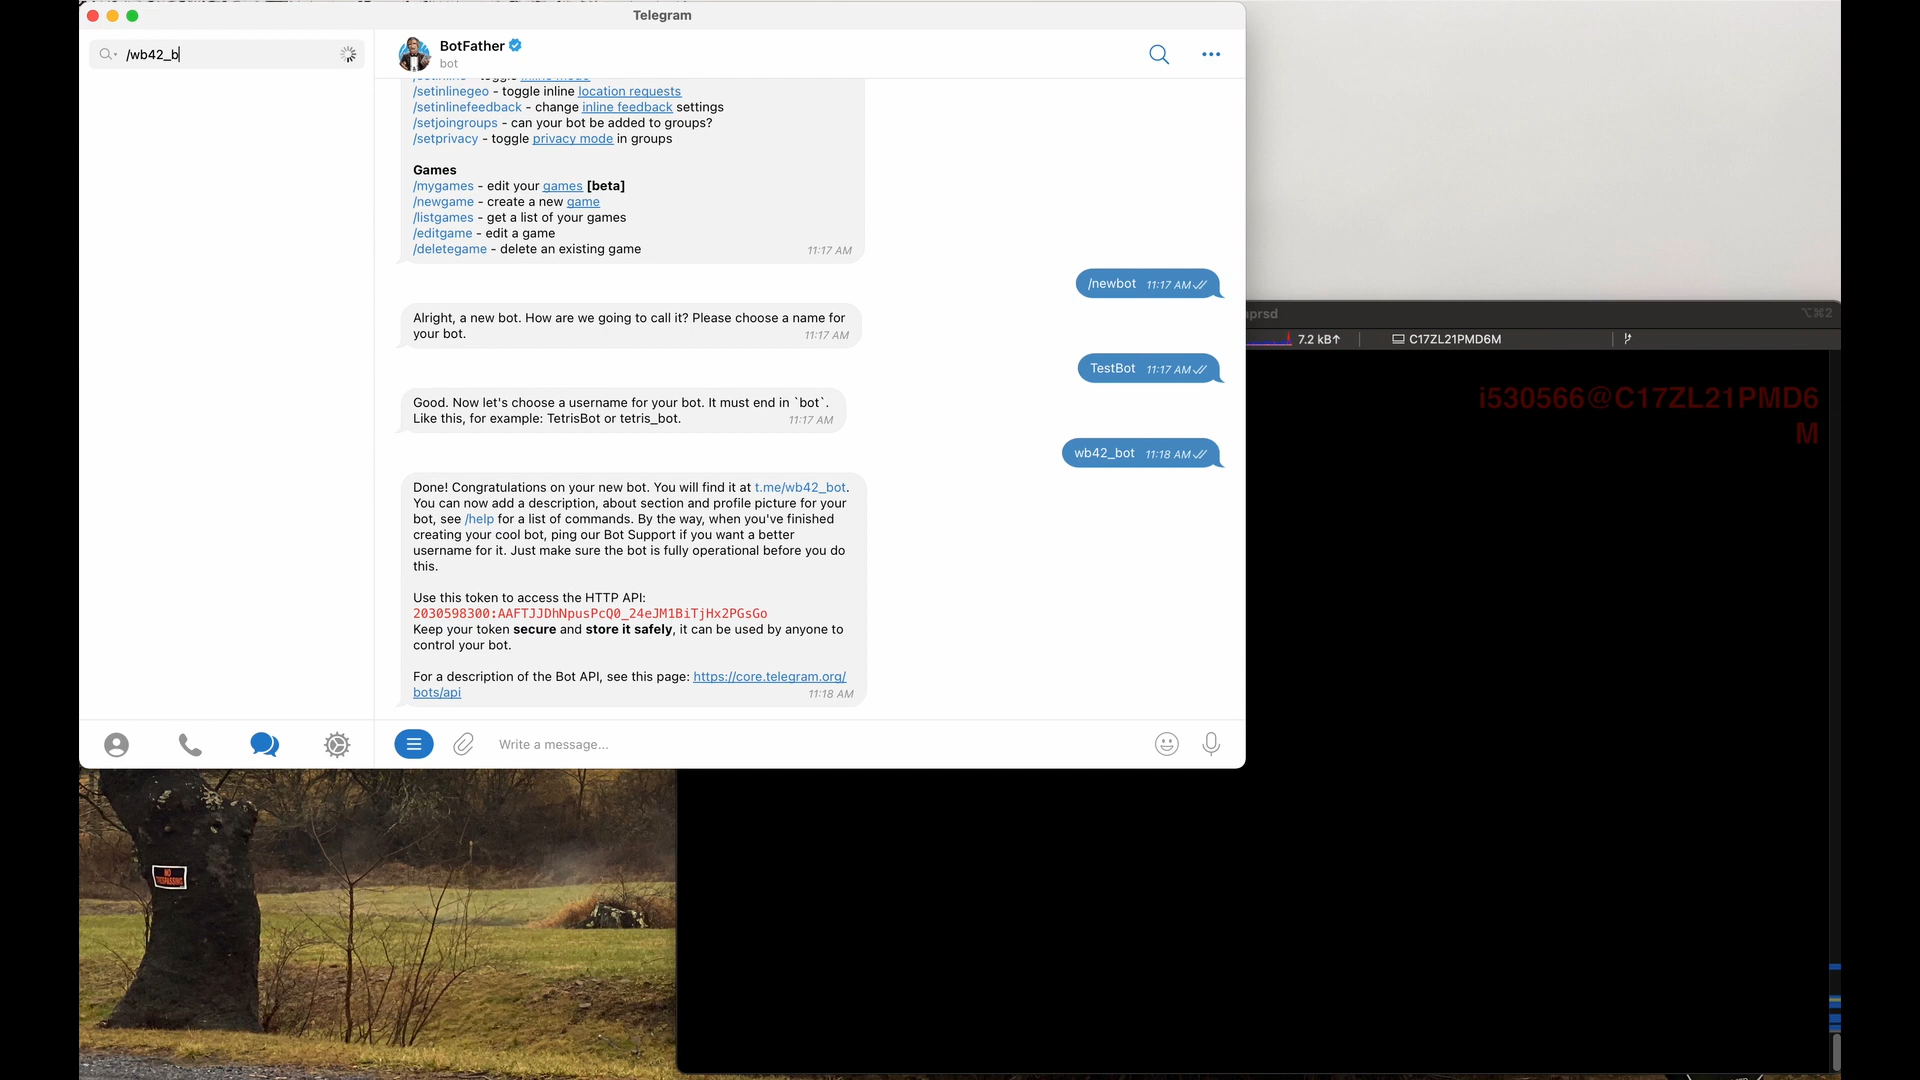 Telegram
/wb42_b
BotFather
bot
/setinlinegeo - toggle inline location requests
/setinlinefeedback - change inline feedback settings
/setjoingroups - can your bot be added to groups?
/setprivacy - toggle privacy mode in groups
Games
/mygames - edit your games [beta]
/newgame - create a new game
/listgames - get a list of your games
/editgame - edit a game
/deletegame - delete an existing game
11:17 AM
/newbot 11:17 AM
Alright, a new bot. How are we going to call it? Please choose a name for
your bot. 11:17 AM
TestBot 11:17 AM
Good. Now let's choose a username for your bot. It must end in `bot`.
Like this, for example: TetrisBot or tetris_bot. 11:17 AM
wb42_bot 11:18 AM
Done! Congratulations on your new bot. You will find it at t.me/wb42_bot.
You can now add a description, about section and profile picture for your
bot, see /help for a list of commands. By the way, when you've finished
creating your cool bot, ping our Bot Support if you want a better
username for it. Just make sure the bot is fully operational before you do
this.
Use this token to access the HTTP API:
2030598300:AAFTJJDhNpusPcQ0_24eJM1BiTjHx2PGsGo
Keep your token secure and store it safely, it can be used by anyone to
control your bot.
For a description of the Bot API, see this page: https://core.telegram.org/
bots/api 11:18 AM
Write a message...
⌥⌘2
7.2 kB↑
C17ZL21PMD6M
i530566@C17ZL21PMD6
M
NO
TRESPASSING